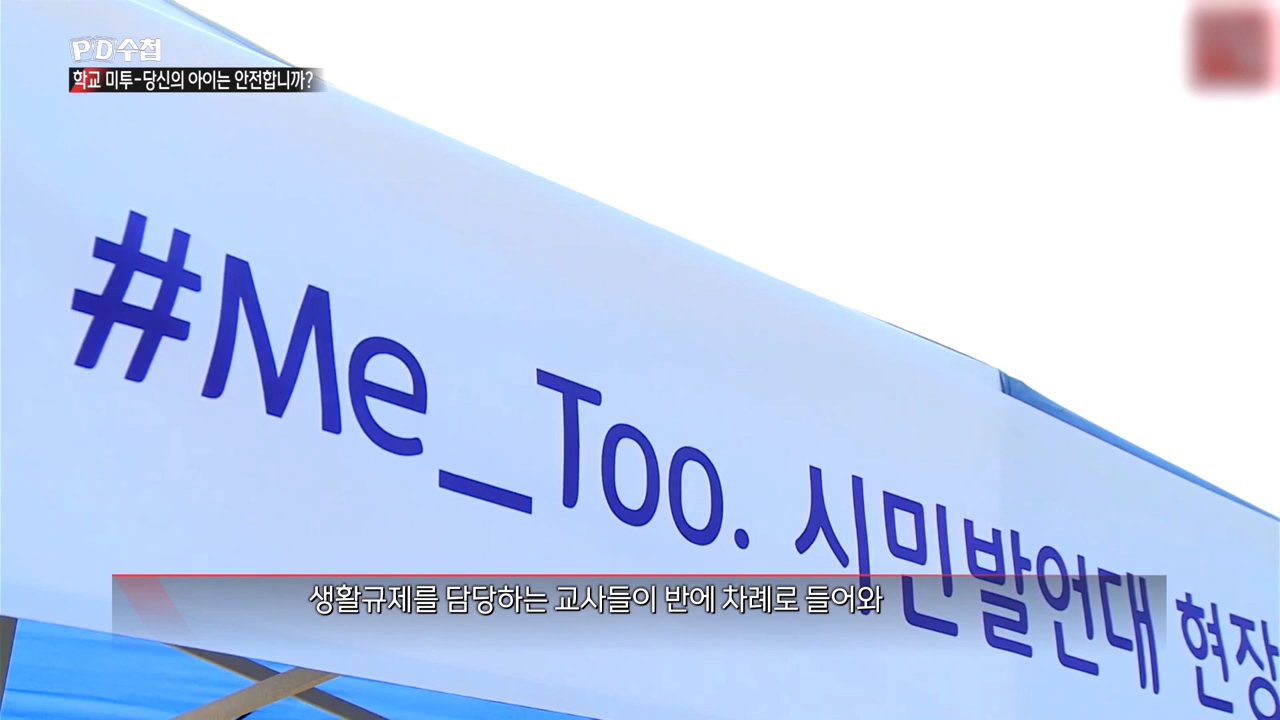 PD수첩
학교 미투-당신의 아이는 안전합니까?
#Me_Too. 시민발언대 현장
생활규제를 담당하는 교사들이 반에 차례로 들어와